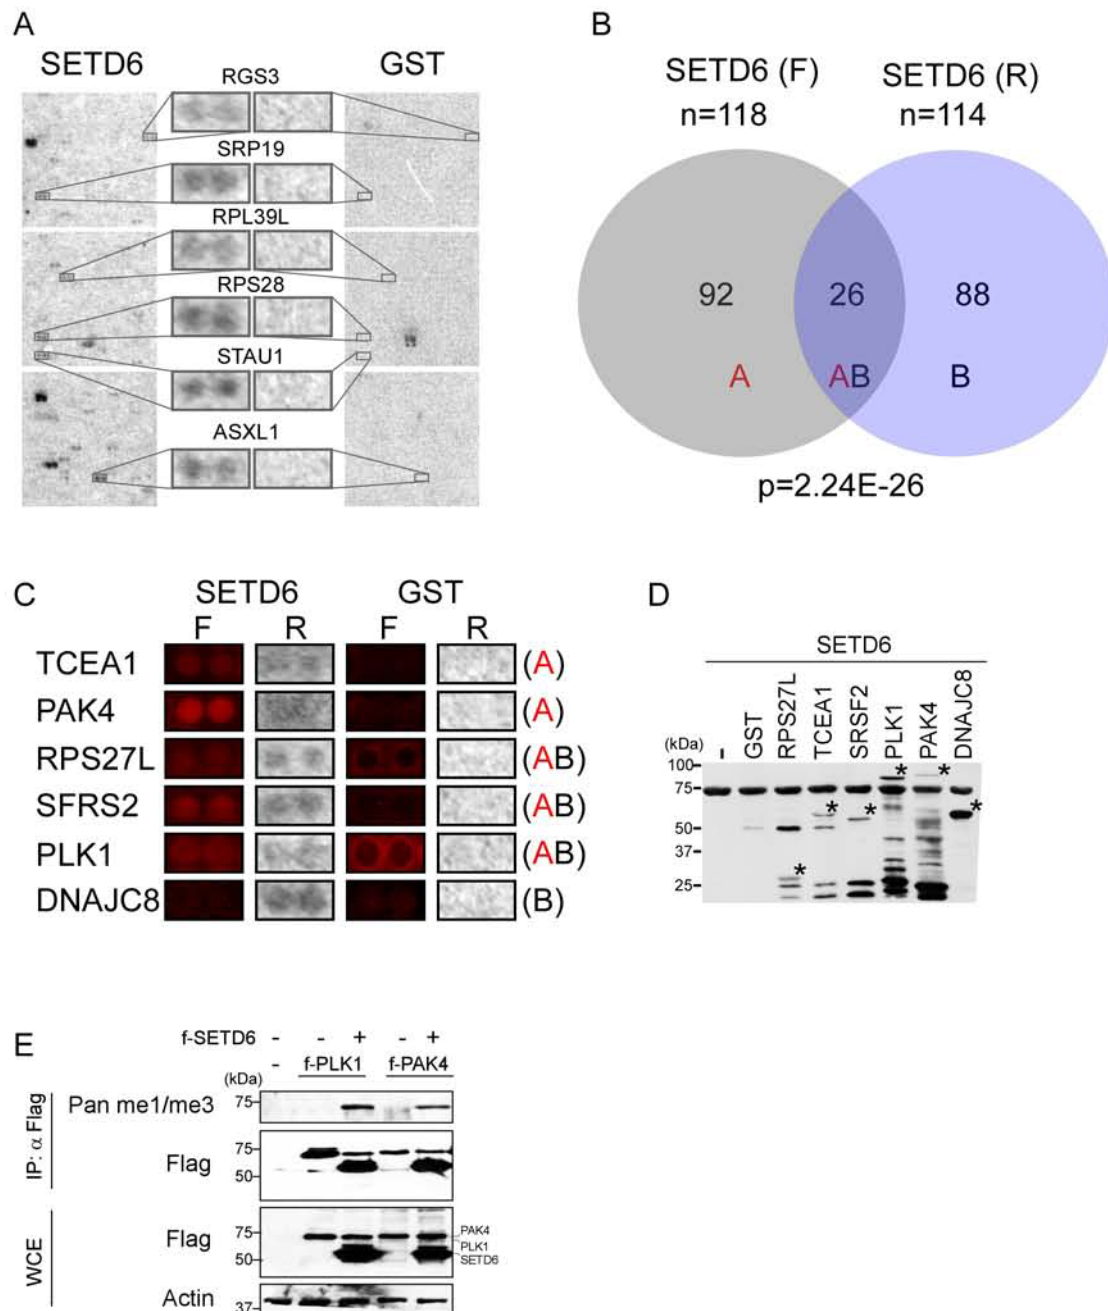 A
SETD6
GST
RGS3
SRP19
RPL39L
RPS28
STAU1
ASXL1
B
SETD6 (F)
n=118
SETD6 (R)
n=114
92
26
88
A
AB
B
p=2.24E-26
C
SETD6
GST
F R F R
TCEA1 (A)
PAK4 (A)
RPS27L (AB)
SFRS2 (AB)
PLK1 (AB)
DNAJC8 (B)
D
SETD6
(kDa) - GST RPS27L TCEA1 SRSF2 PLK1 PAK4 DNAJC8
100
75
50
37
25
* * * * * *
E
f-SETD6 - - + - +
- f-PLK1 f-PAK4
(kDa)
IP: α Flag
Pan me1/me3 75
Flag 75
50
WCE
Flag 75
50
PAK4
PLK1
SETD6
Actin
37